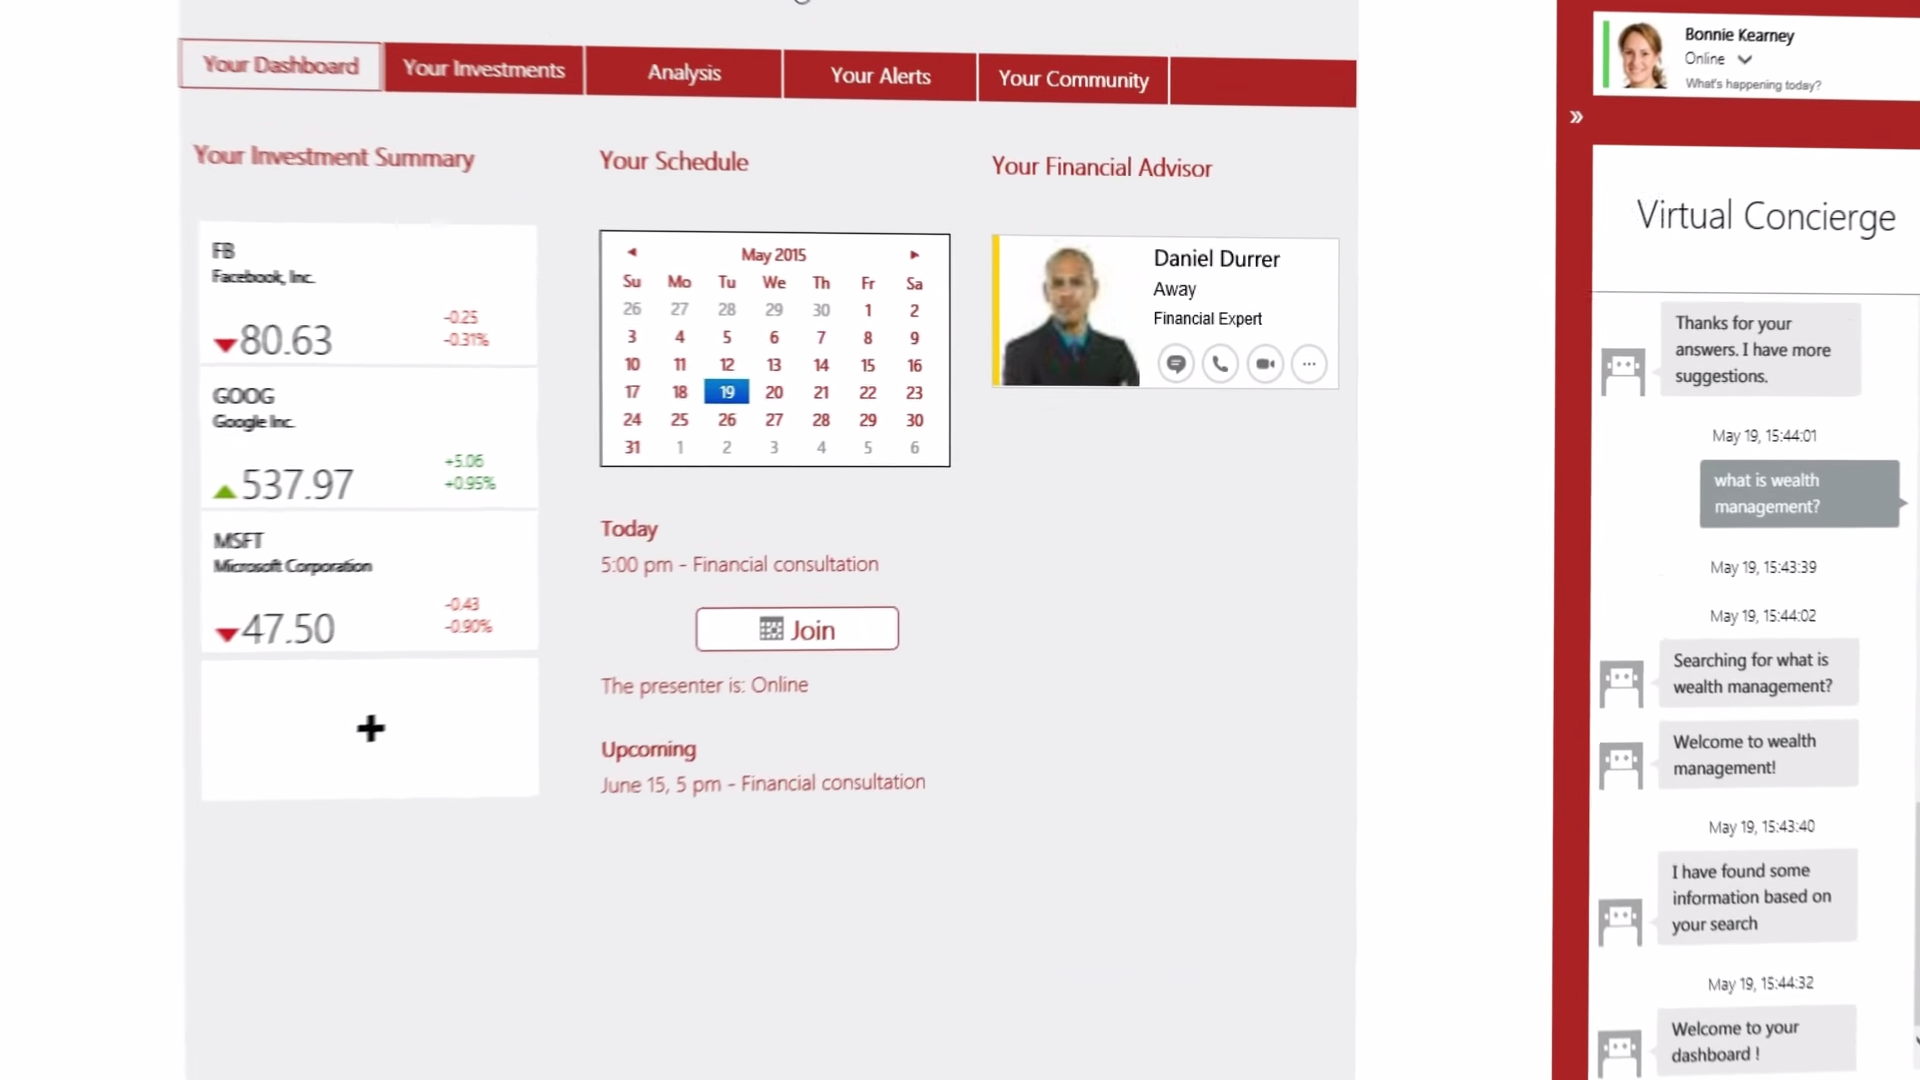 Your Dashboard
Your Investments
Analysis
Your Alerts
Your Community
Your Investment Summary
FB
Facebook, Inc.
80.63
-0.25
-0.31%
GOOG
Google Inc.
537.97
+5.06
+0.95%
MSFT
Microsoft Corporation
47.50
-0.43
-0.90%
Your Schedule
May 2015
Su Mo Tu We Th Fr Sa
26 27 28 29 30 1 2
3 4 5 6 7 8 9
10 11 12 13 14 15 16
17 18 19 20 21 22 23
24 25 26 27 28 29 30
31 1 2 3 4 5 6
Today
5:00 pm - Financial consultation
Join
The presenter is: Online
Upcoming
June 15, 5 pm - Financial consultation
Your Financial Advisor
Daniel Durrer
Away
Financial Expert
Bonnie Kearney
Online
What's happening today?
Virtual Concierge
Thanks for your
answers. I have more
suggestions.
May 19, 15:44:01
what is wealth
management?
May 19, 15:43:39
May 19, 15:44:02
Searching for what is
wealth management?
Welcome to wealth
management!
May 19, 15:43:40
I have found some
information based on
your search
May 19, 15:44:32
Welcome to your
dashboard !